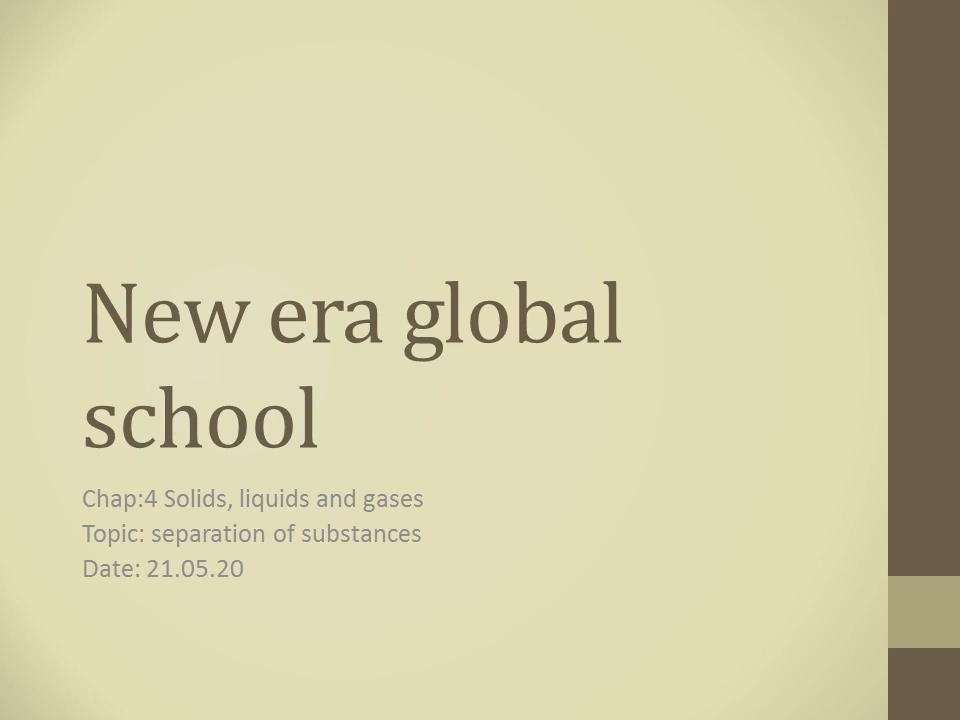 New era global
school
Chap:4 Solids, liquids and gases
Topic: separation of substances
Date: 21.05.20